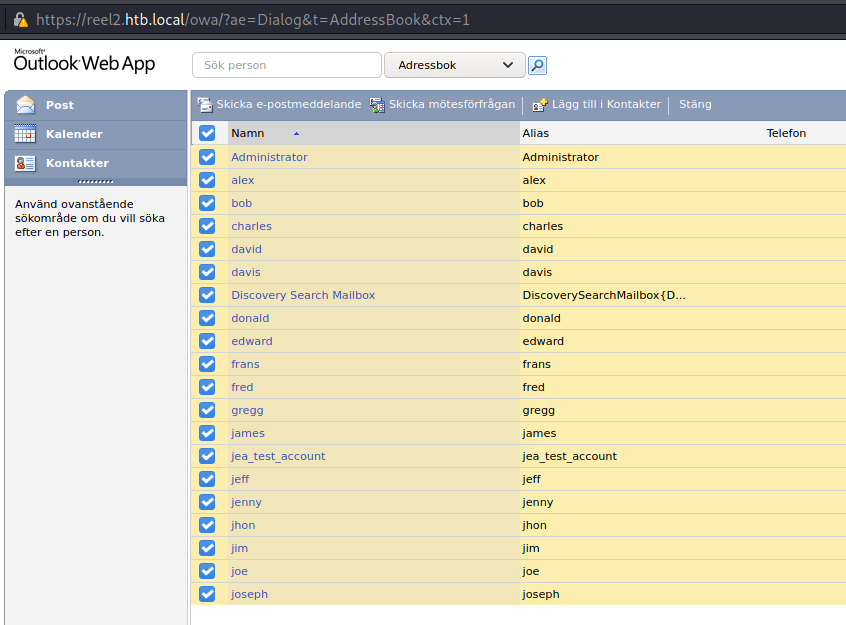 https://reel2.htb.local/owa/?ae=Dialog&t=AddressBook&ctx=1
Microsoft®
Outlook Web App
Sök person
Adressbok
Post
Kalender
Kontakter
Använd ovanstående
sökområde om du vill söka
efter en person.
Skicka e-postmeddelande Skicka mötesförfrågan Lägg till i Kontakter Stäng
Namn Alias Telefon
Administrator Administrator
alex alex
bob bob
charles charles
david david
davis davis
Discovery Search Mailbox DiscoverySearchMailbox{D...
donald donald
edward edward
frans frans
fred fred
gregg gregg
james james
jea_test_account jea_test_account
jeff jeff
jenny jenny
jhon jhon
jim jim
joe joe
joseph joseph